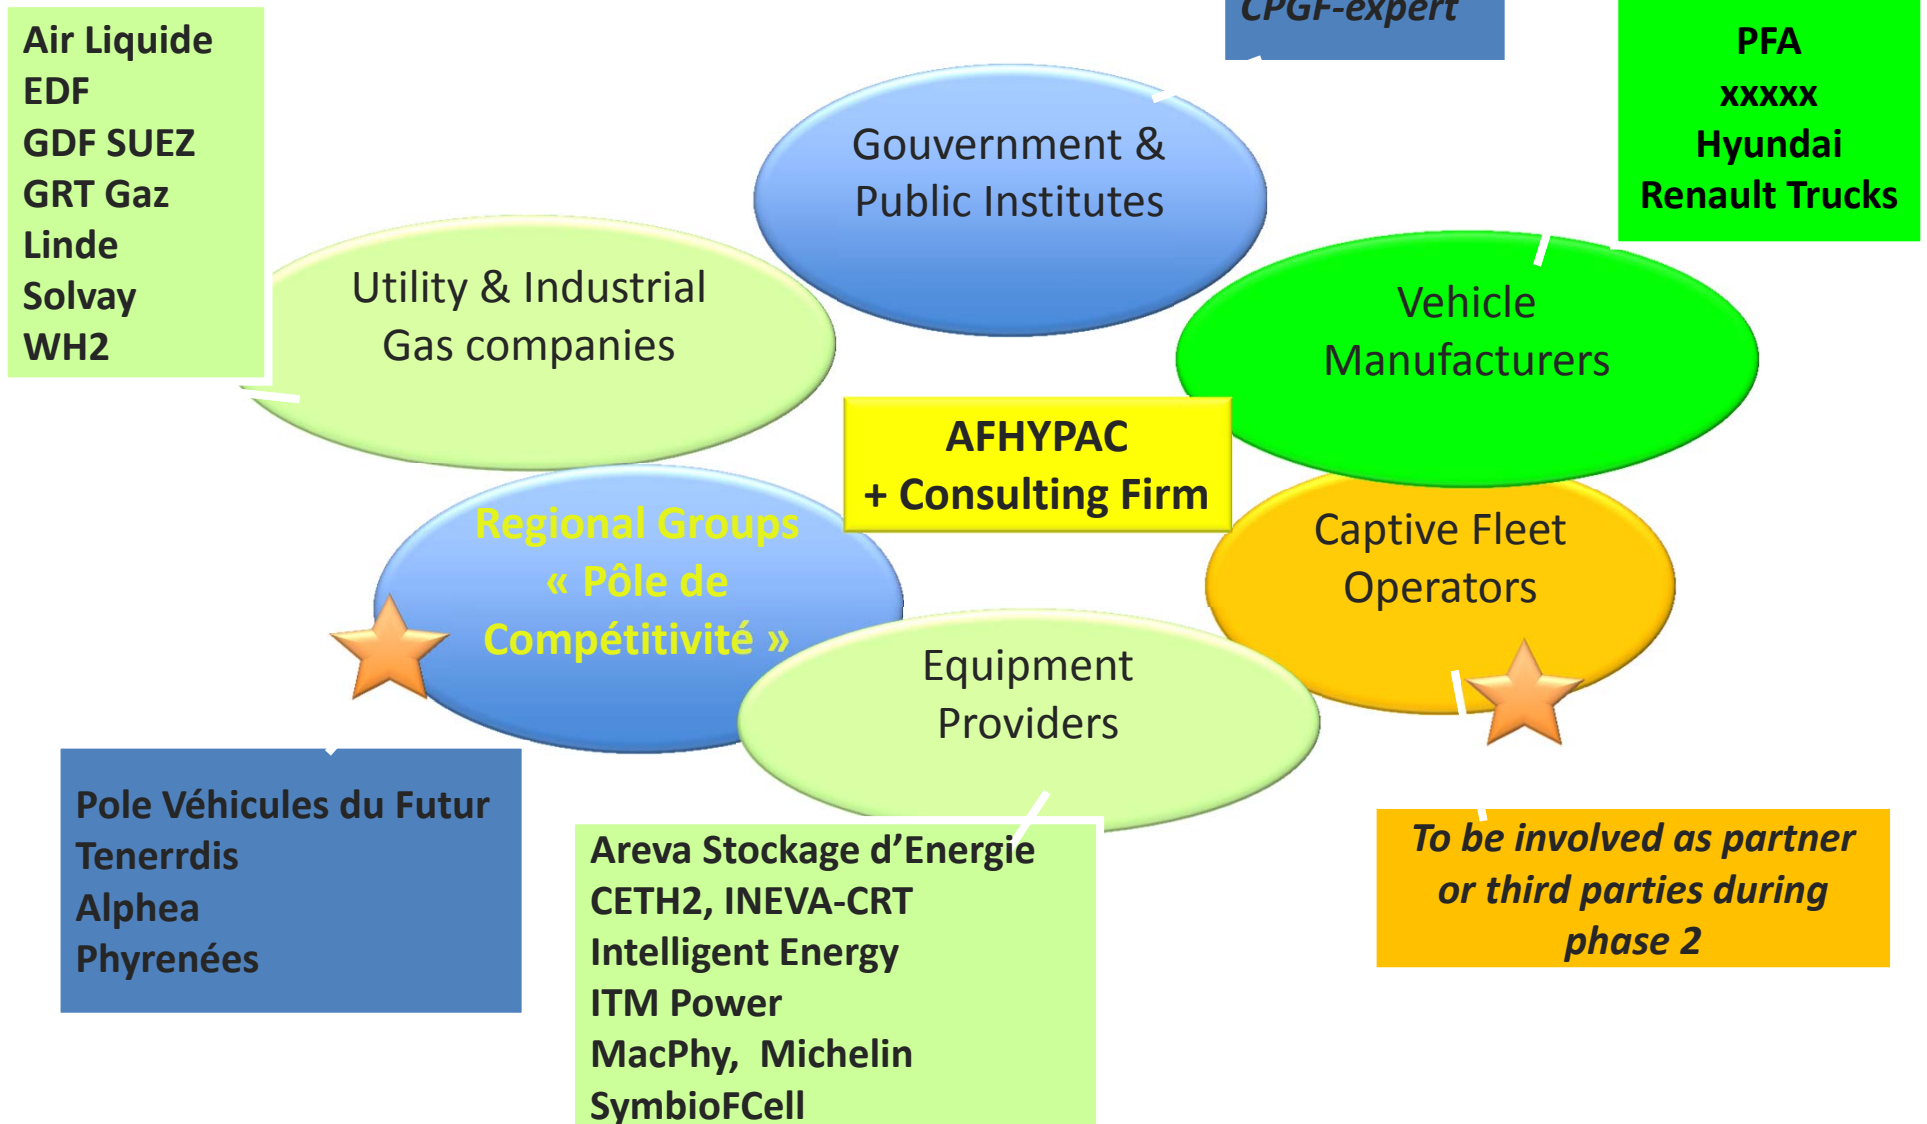 CPGF-expert
Air Liquide
EDF
GDF SUEZ
GRT Gaz
Linde
Solvay
WH2
PFA
xxxxx
Hyundai
Renault Trucks
Gouvernment &
Public Institutes
Utility & Industrial
Gas companies
Vehicle
Manufacturers
AFHYPAC
+ Consulting Firm
Regional Groups
« Pôle de
Compétitivité »
Captive Fleet
Operators
Equipment
Providers
Pole Véhicules du Futur
Tenerrdis
Alphea
Phyrenées
Areva Stockage d’Energie
CETH2, INEVA-CRT
Intelligent Energy
ITM Power
MacPhy, Michelin
SymbioFCell
To be involved as partner
or third parties during
phase 2